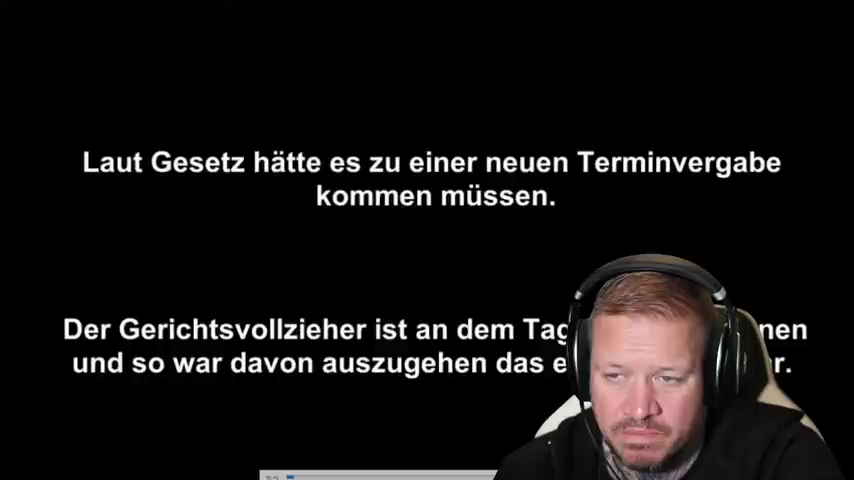 Laut Gesetz hätte es zu einer neuen Terminvergabe
kommen müssen.
Der Gerichtsvollzieher ist an dem
und so war davon auszugehen das